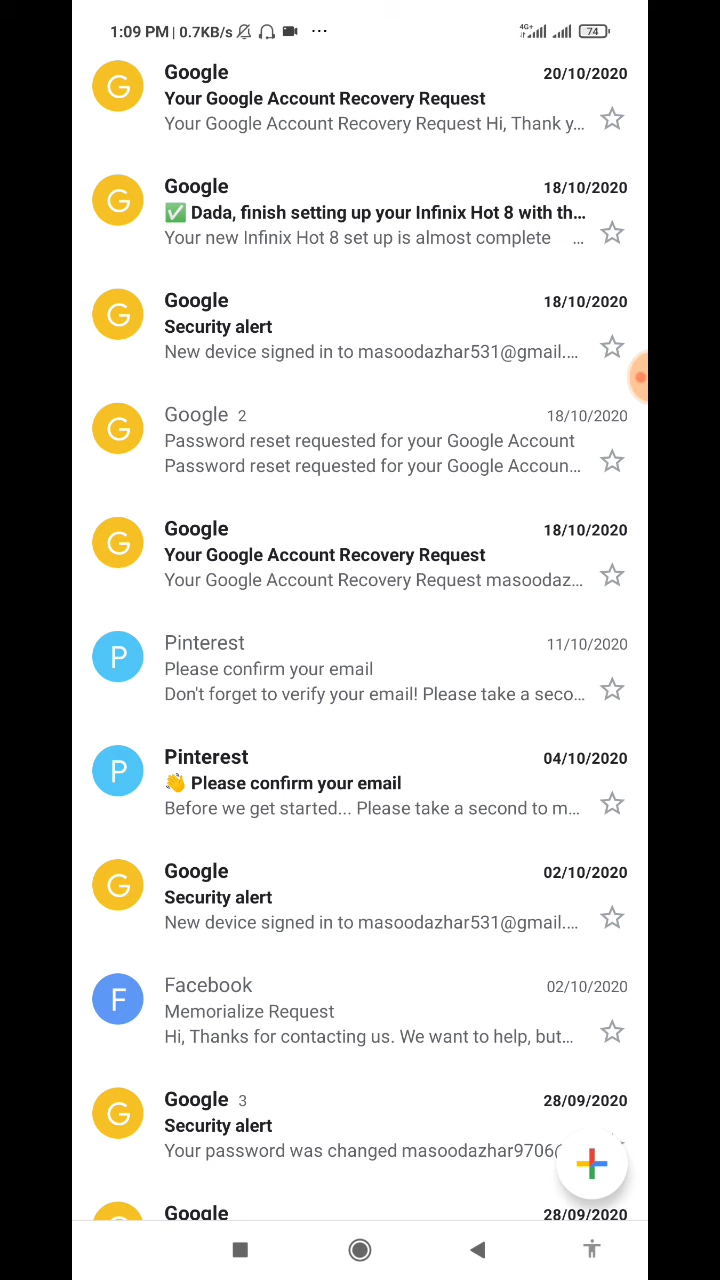 1:09 PM | 0.7KB/s ... 4G+ 74
G Google 20/10/2020
Your Google Account Recovery Request
Your Google Account Recovery Request Hi, Thank y...
G Google 18/10/2020
✅ Dada, finish setting up your Infinix Hot 8 with th...
Your new Infinix Hot 8 set up is almost complete ...
G Google 18/10/2020
Security alert
New device signed in to masoodazhar531@gmail....
G Google 2 18/10/2020
Password reset requested for your Google Account
Password reset requested for your Google Accoun...
G Google 18/10/2020
Your Google Account Recovery Request
Your Google Account Recovery Request masoodaz...
P Pinterest 11/10/2020
Please confirm your email
Don't forget to verify your email! Please take a seco...
P Pinterest 04/10/2020
👋 Please confirm your email
Before we get started... Please take a second to m...
G Google 02/10/2020
Security alert
New device signed in to masoodazhar531@gmail....
F Facebook 02/10/2020
Memorialize Request
Hi, Thanks for contacting us. We want to help, but...
G Google 3 28/09/2020
Security alert
Your password was changed masoodazhar9706@
Google 28/09/2020